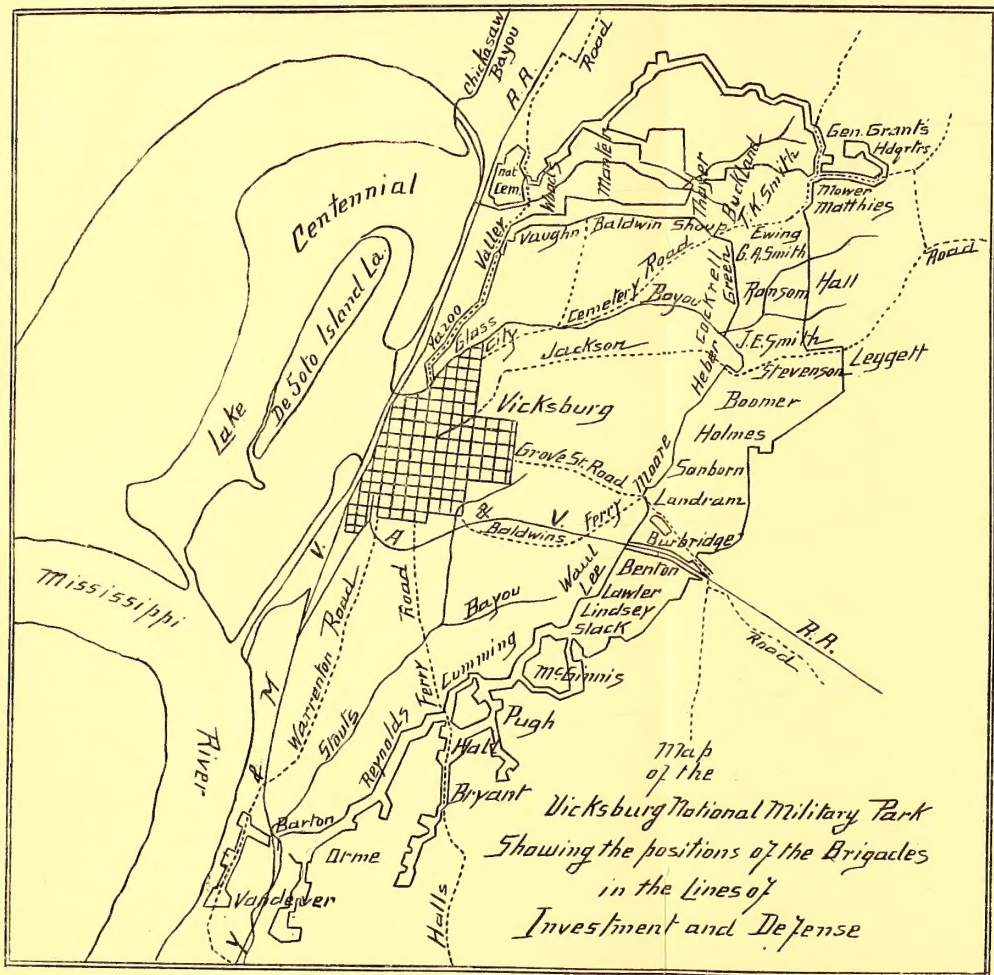 Chickasaw
Bayou
R. R.
Road
Gen. Grant's
Hdqrtrs
nat
Cem.
Woods
Manter
Thayer
Buckland
T. K. Smith
Mower
Matthies
Centennial
Lake
De Soto Island La.
Valley
Yazoo
Vaughn
Baldwin
Shoup
Ewing
G. A. Smith
Road
Cemetery Road
Glass
Bayou
City
Cockrell
Green
Ransom
Hall
Jackson
Hebert
J. E. Smith
Stevenson
Leggett
Vicksburg
Boomer
Holmes
Grove St. Road
Moore
Sanborn
Landram
A & V.
R. R.
Baldwins Ferry
Road
Burbridge
Waul
Lee
Benton
Lawler
Lindsey
Slack
Mississippi
River
Y & M V.
Warrenton Road
Halls Ferry Road
Stouts Bayou
Cumming
McGinnis
Reynolds
Pugh
Hall
Bryant
Barton
Orme
Vandever
Map
of the
Vicksburg National Military Park
Showing the positions of the Brigades
in the Lines of
Investment and Defense